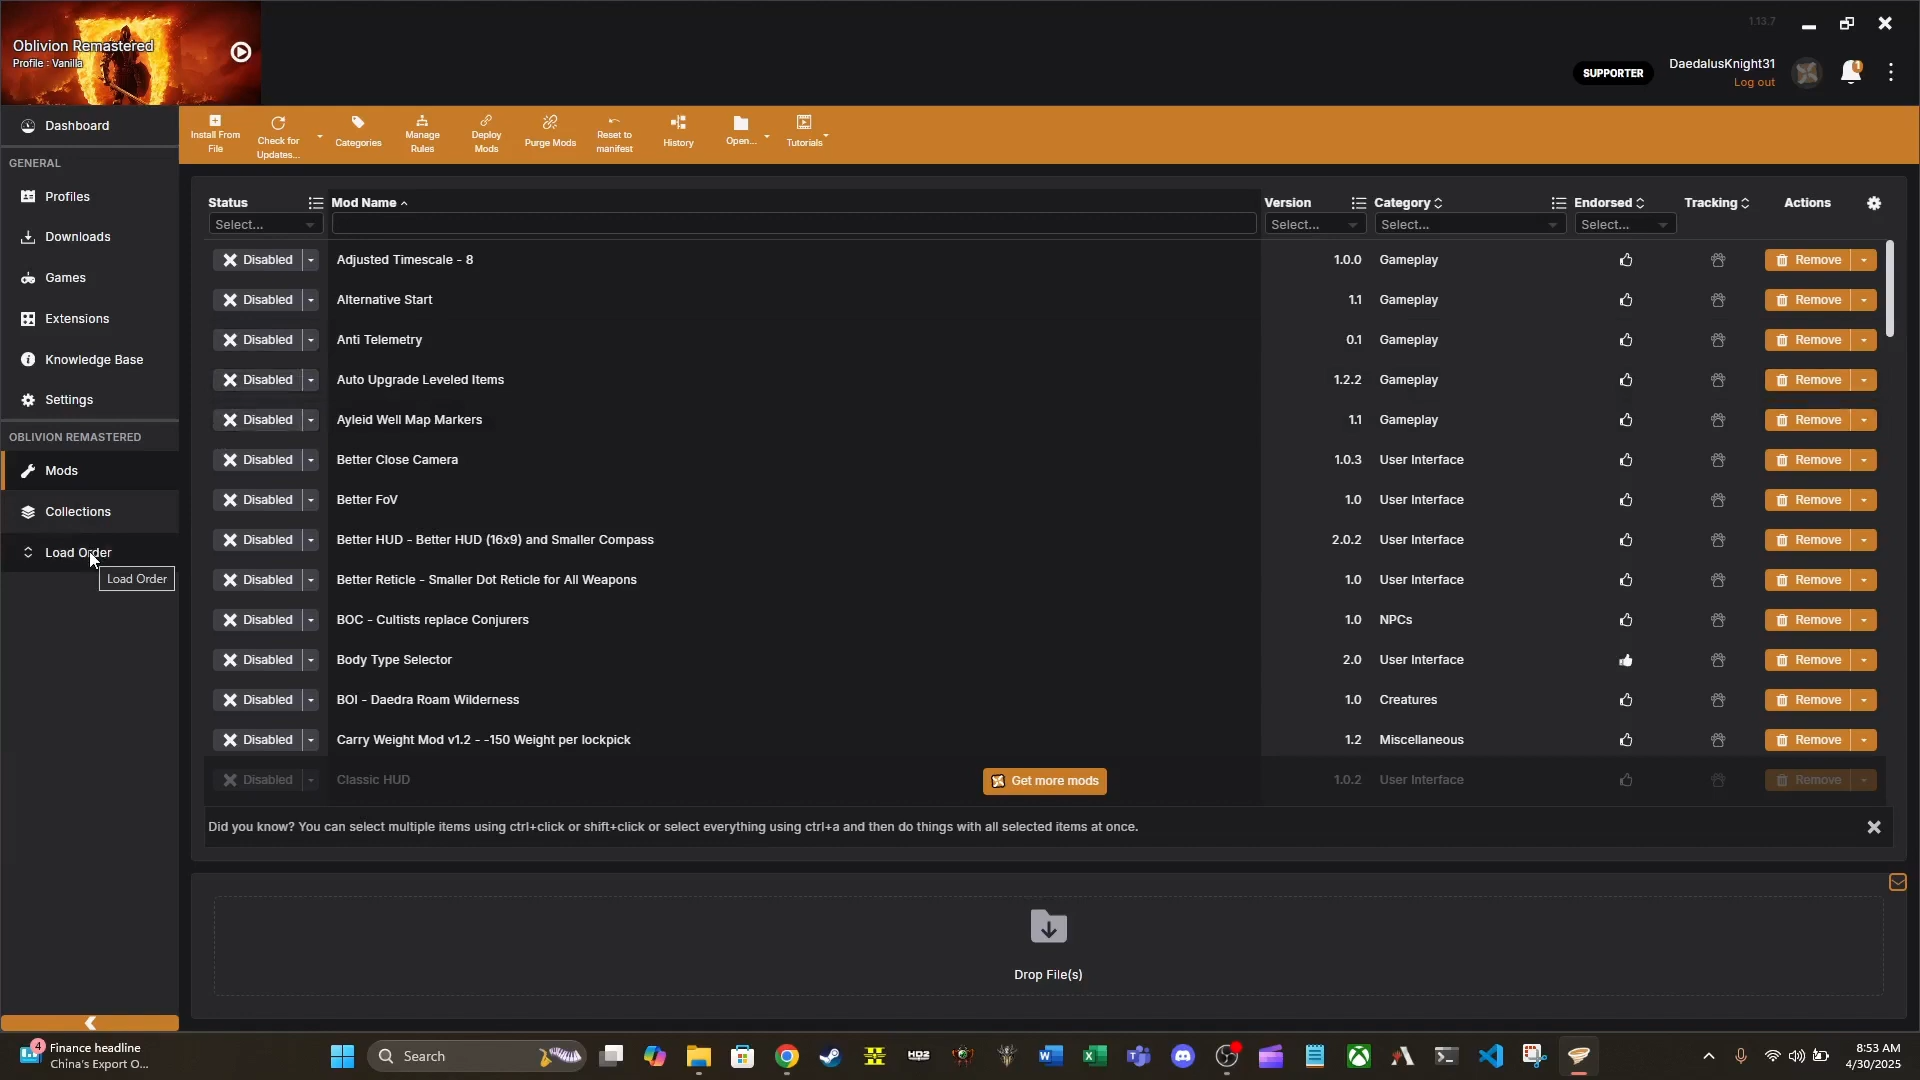 1.13.7
Oblivion Remastered
Profile : Vanilla
SUPPORTER
DaedalusKnight31
Log out
1
Dashboard
GENERAL
Profiles
Downloads
Games
Extensions
Knowledge Base
Settings
OBLIVION REMASTERED
Mods
Collections
Load Order
Load Order
Install From File
Check for Updates...
Categories
Manage Rules
Deploy Mods
Purge Mods
Reset to manifest
History
Open...
Tutorials
Status Mod Name Version Category Endorsed Tracking Actions
Select... Select... Select... Select...
Disabled Adjusted Timescale - 8 1.0.0 Gameplay Remove
Disabled Alternative Start 1.1 Gameplay Remove
Disabled Anti Telemetry 0.1 Gameplay Remove
Disabled Auto Upgrade Leveled Items 1.2.2 Gameplay Remove
Disabled Ayleid Well Map Markers 1.1 Gameplay Remove
Disabled Better Close Camera 1.0.3 User Interface Remove
Disabled Better FoV 1.0 User Interface Remove
Disabled Better HUD - Better HUD (16x9) and Smaller Compass 2.0.2 User Interface Remove
Disabled Better Reticle - Smaller Dot Reticle for All Weapons 1.0 User Interface Remove
Disabled BOC - Cultists replace Conjurers 1.0 NPCs Remove
Disabled Body Type Selector 2.0 User Interface Remove
Disabled BOI - Daedra Roam Wilderness 1.0 Creatures Remove
Disabled Carry Weight Mod v1.2 - -150 Weight per lockpick 1.2 Miscellaneous Remove
Disabled Classic HUD Get more mods 1.0.2 User Interface Remove
Did you know? You can select multiple items using ctrl+click or shift+click or select everything using ctrl+a and then do things with all selected items at once.
Drop File(s)
4
Finance headline
China's Export O...
Search
HD2
8:53 AM
4/30/2025